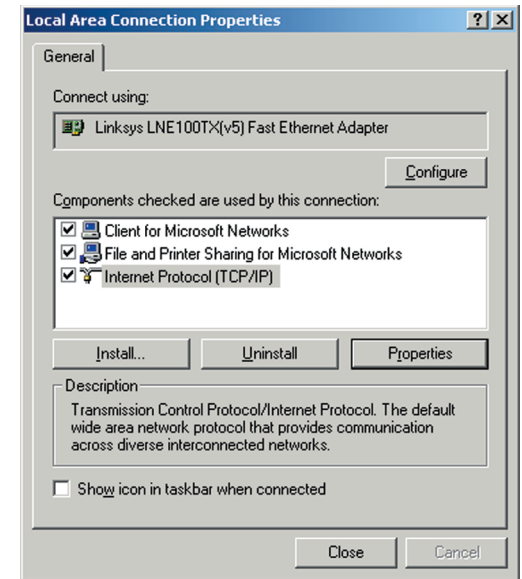 Local Area Connection Properties
General
Connect using:
Linksys LNE100TX(v5) Fast Ethernet Adapter
Configure
Components checked are used by this connection:
Client for Microsoft Networks
File and Printer Sharing for Microsoft Networks
Internet Protocol (TCP/IP)
Install...
Uninstall
Properties
Description
Transmission Control Protocol/Internet Protocol. The default
wide area network protocol that provides communication
across diverse interconnected networks.
Show icon in taskbar when connected
Close
Cancel